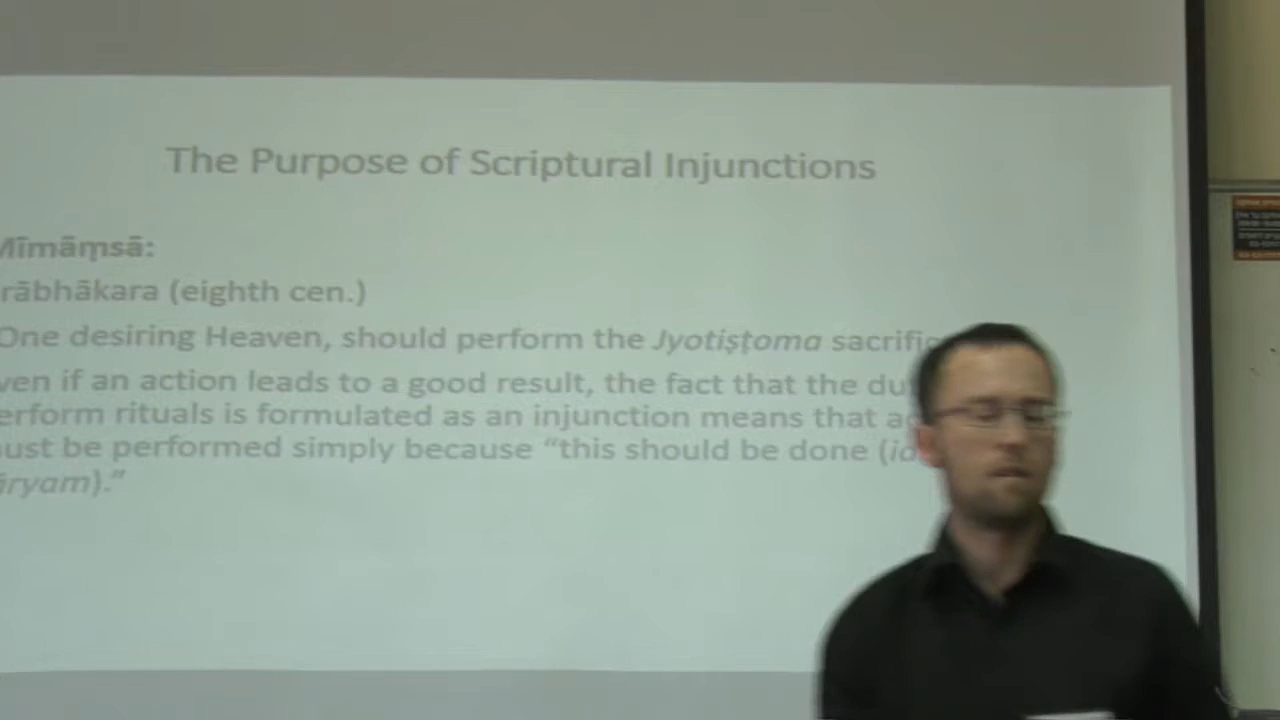 The Purpose of Scriptural Injunctions
Mīmāṃsā:
rābhākara (eighth cen.)
One desiring Heaven, should perform the Jyotiṣṭoma sacrifi
ven if an action leads to a good result, the fact that the du
erform rituals is formulated as an injunction means that a
ust be performed simply because “this should be done (id
āryam).”